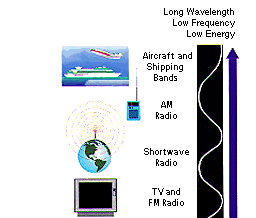 Long Wavelength
Low Frequency
Low Energy
Aircraft and
Shipping
Bands
AM
Radio
Shortwave
Radio
TV and
FM Radio